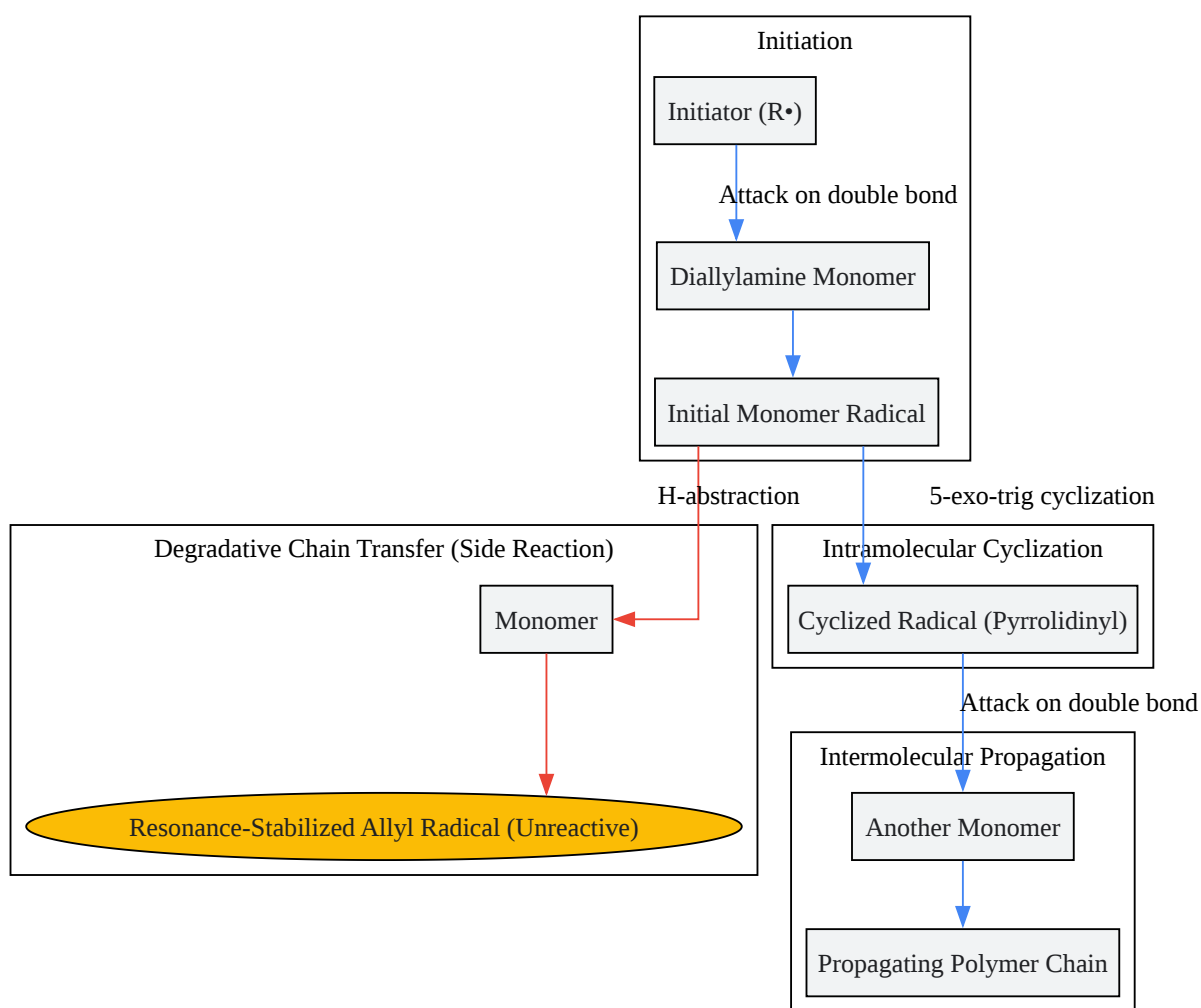 Initiation
Initiator (R•)
Attack on double bond
Diallylamine Monomer
Initial Monomer Radical
H-abstraction
5-exo-trig cyclization
Degradative Chain Transfer (Side Reaction)
Intramolecular Cyclization
Monomer
Cyclized Radical (Pyrrolidinyl)
Attack on double bond
Intermolecular Propagation
Resonance-Stabilized Allyl Radical (Unreactive)
Another Monomer
Propagating Polymer Chain